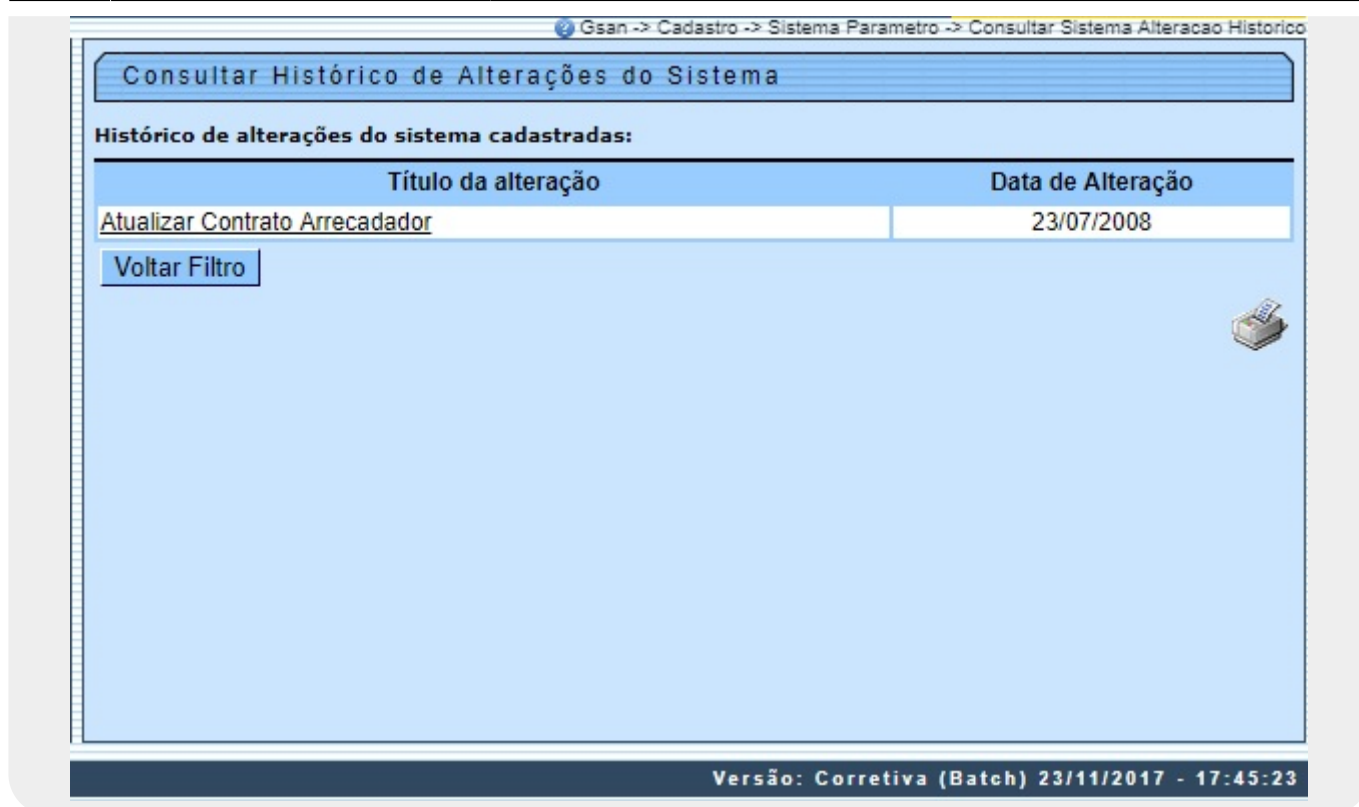 Gsan -> Cadastro -> Sistema Parametro -> Consultar Sistema Alteracao Historico
Consultar Histórico de Alterações do Sistema
Histórico de alterações do sistema cadastradas:
Título da alteração Data de Alteração
Atualizar Contrato Arrecadador 23/07/2008
Voltar Filtro
Versão: Corretiva (Batch) 23/11/2017 - 17:45:23